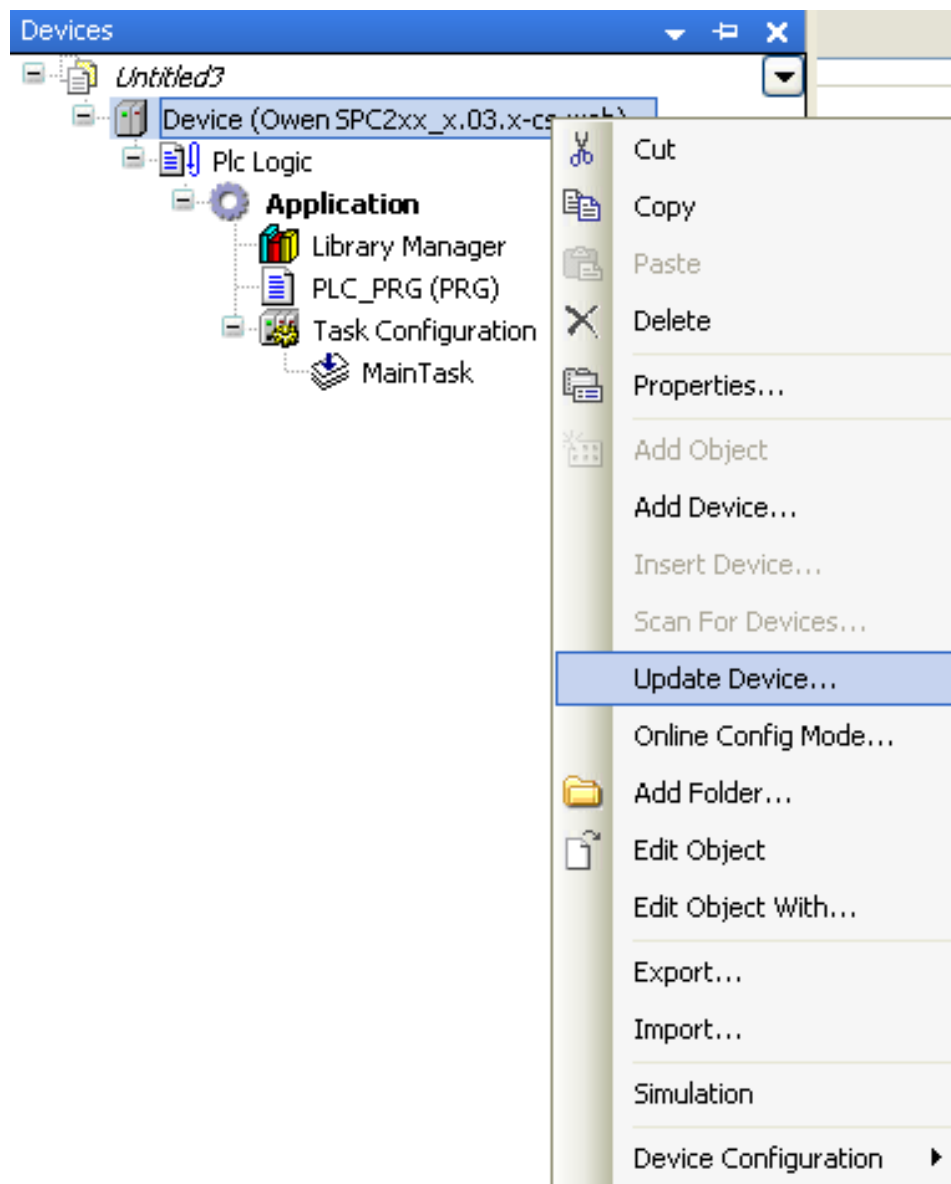 Devices
Untitled3
Device (Owen SPC2xx_x.03.x-cs-web)
Plc Logic
Application
Library Manager
PLC_PRG (PRG)
Task Configuration
MainTask
Cut
Copy
Paste
Delete
Properties...
Add Object
Add Device...
Insert Device...
Scan For Devices...
Update Device...
Online Config Mode...
Add Folder...
Edit Object
Edit Object With...
Export...
Import...
Simulation
Device Configuration